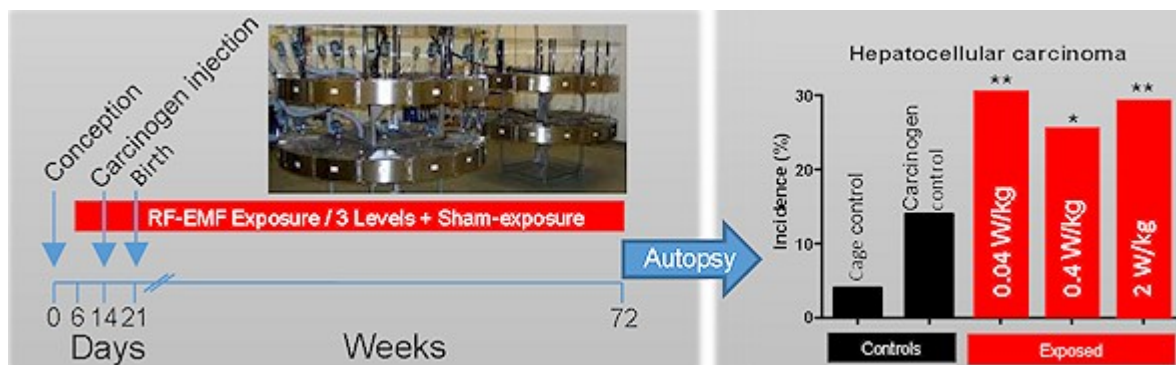 Conception
Carcinogen injection
Birth
RF-EMF Exposure / 3 Levels + Sham-exposure
0 6 14 21 72
Days Weeks
Autopsy
Hepatocellular carcinoma
Incidence (%)
30
20
10
0
Cage control
Carcinogen
control
** 
0.04 W/kg
*
0.4 W/kg
**
2 W/kg
Controls
Exposed